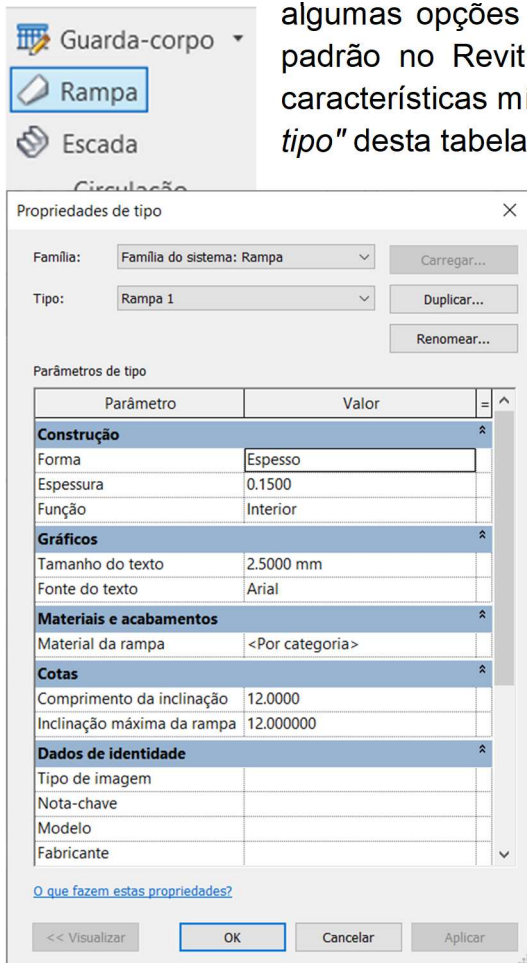 Guarda-corpo
Rampa
Escada
Circulação
algumas opções
padrão no Revit
características
tipo" desta tabela
Propriedades de tipo
Família: Família do sistema: Rampa Carregar...
Tipo: Rampa 1 Duplicar...
Renomear...
Parâmetros de tipo
Parâmetro Valor =
Construção
Forma Espesso
Espessura 0.1500
Função Interior
Gráficos
Tamanho do texto 2.5000 mm
Fonte do texto Arial
Materiais e acabamentos
Material da rampa <Por categoria>
Cotas
Comprimento da inclinação 12.0000
Inclinação máxima da rampa 12.000000
Dados de identidade
Tipo de imagem
Nota-chave
Modelo
Fabricante
O que fazem estas propriedades?
<< Visualizar OK Cancelar Aplicar